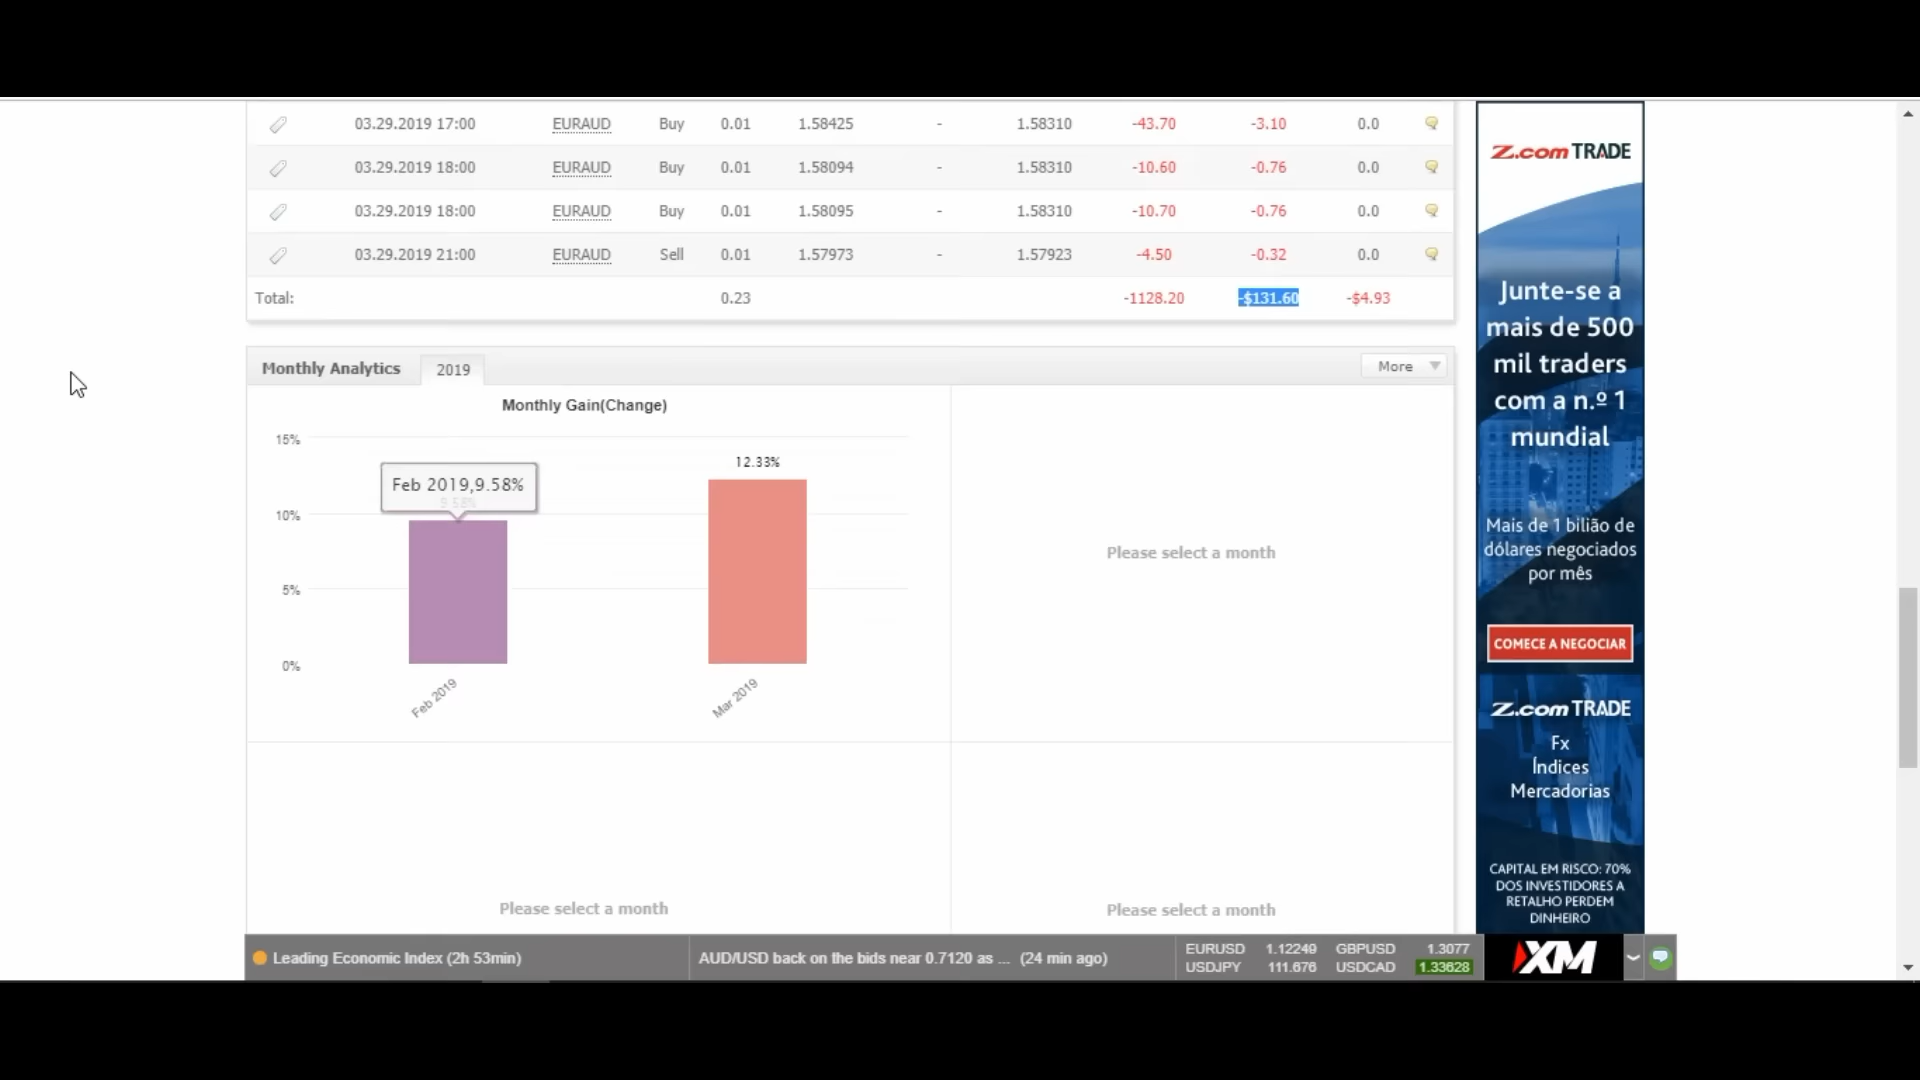 03.29.2019 17:00 EURAUD Buy 0.01 1.58425 - 1.58310 -43.70 -3.10 0.0
03.29.2019 18:00 EURAUD Buy 0.01 1.58094 - 1.58310 -10.60 -0.76 0.0
03.29.2019 18:00 EURAUD Buy 0.01 1.58095 - 1.58310 -10.70 -0.76 0.0
03.29.2019 21:00 EURAUD Sell 0.01 1.57973 - 1.57923 -4.50 -0.32 0.0
Total: 0.23 -1128.20 -$131.60 -$4.93
Monthly Analytics 2019 More
Monthly Gain(Change)
15%
10%
5%
0%
Feb 2019,9.58%
9.58%
12.33%
Feb 2019
Mar 2019
Please select a month
Please select a month
Please select a month
Z.com TRADE
Junte-se a
mais de 500
mil traders
com a n.º 1
mundial
Mais de 1 bilião de
dólares negociados
por mês
COMECE A NEGOCIAR
Z.com TRADE
Fx
Índices
Mercadorias
CAPITAL EM RISCO: 70%
DOS INVESTIDORES A
RETALHO PERDEM
DINHEIRO
Leading Economic Index (2h 53min)
AUD/USD back on the bids near 0.7120 as ... (24 min ago)
EURUSD 1.12249 GBPUSD 1.3077
USDJPY 111.676 USDCAD 1.33628
XM